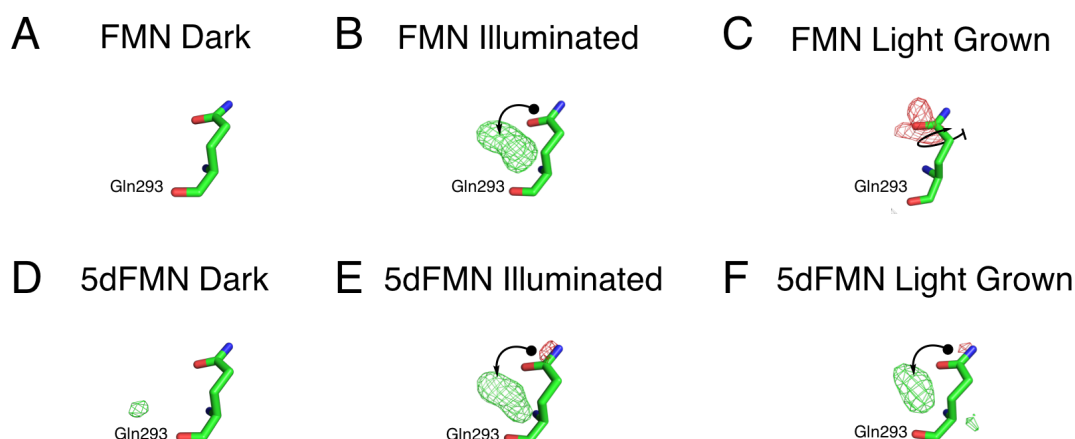 A FMN Dark
B FMN Illuminated
C FMN Light Grown
Gln293
Gln293
Gln293
D 5dFMN Dark
E 5dFMN Illuminated
F 5dFMN Light Grown
Gln293
Gln293
Gln293